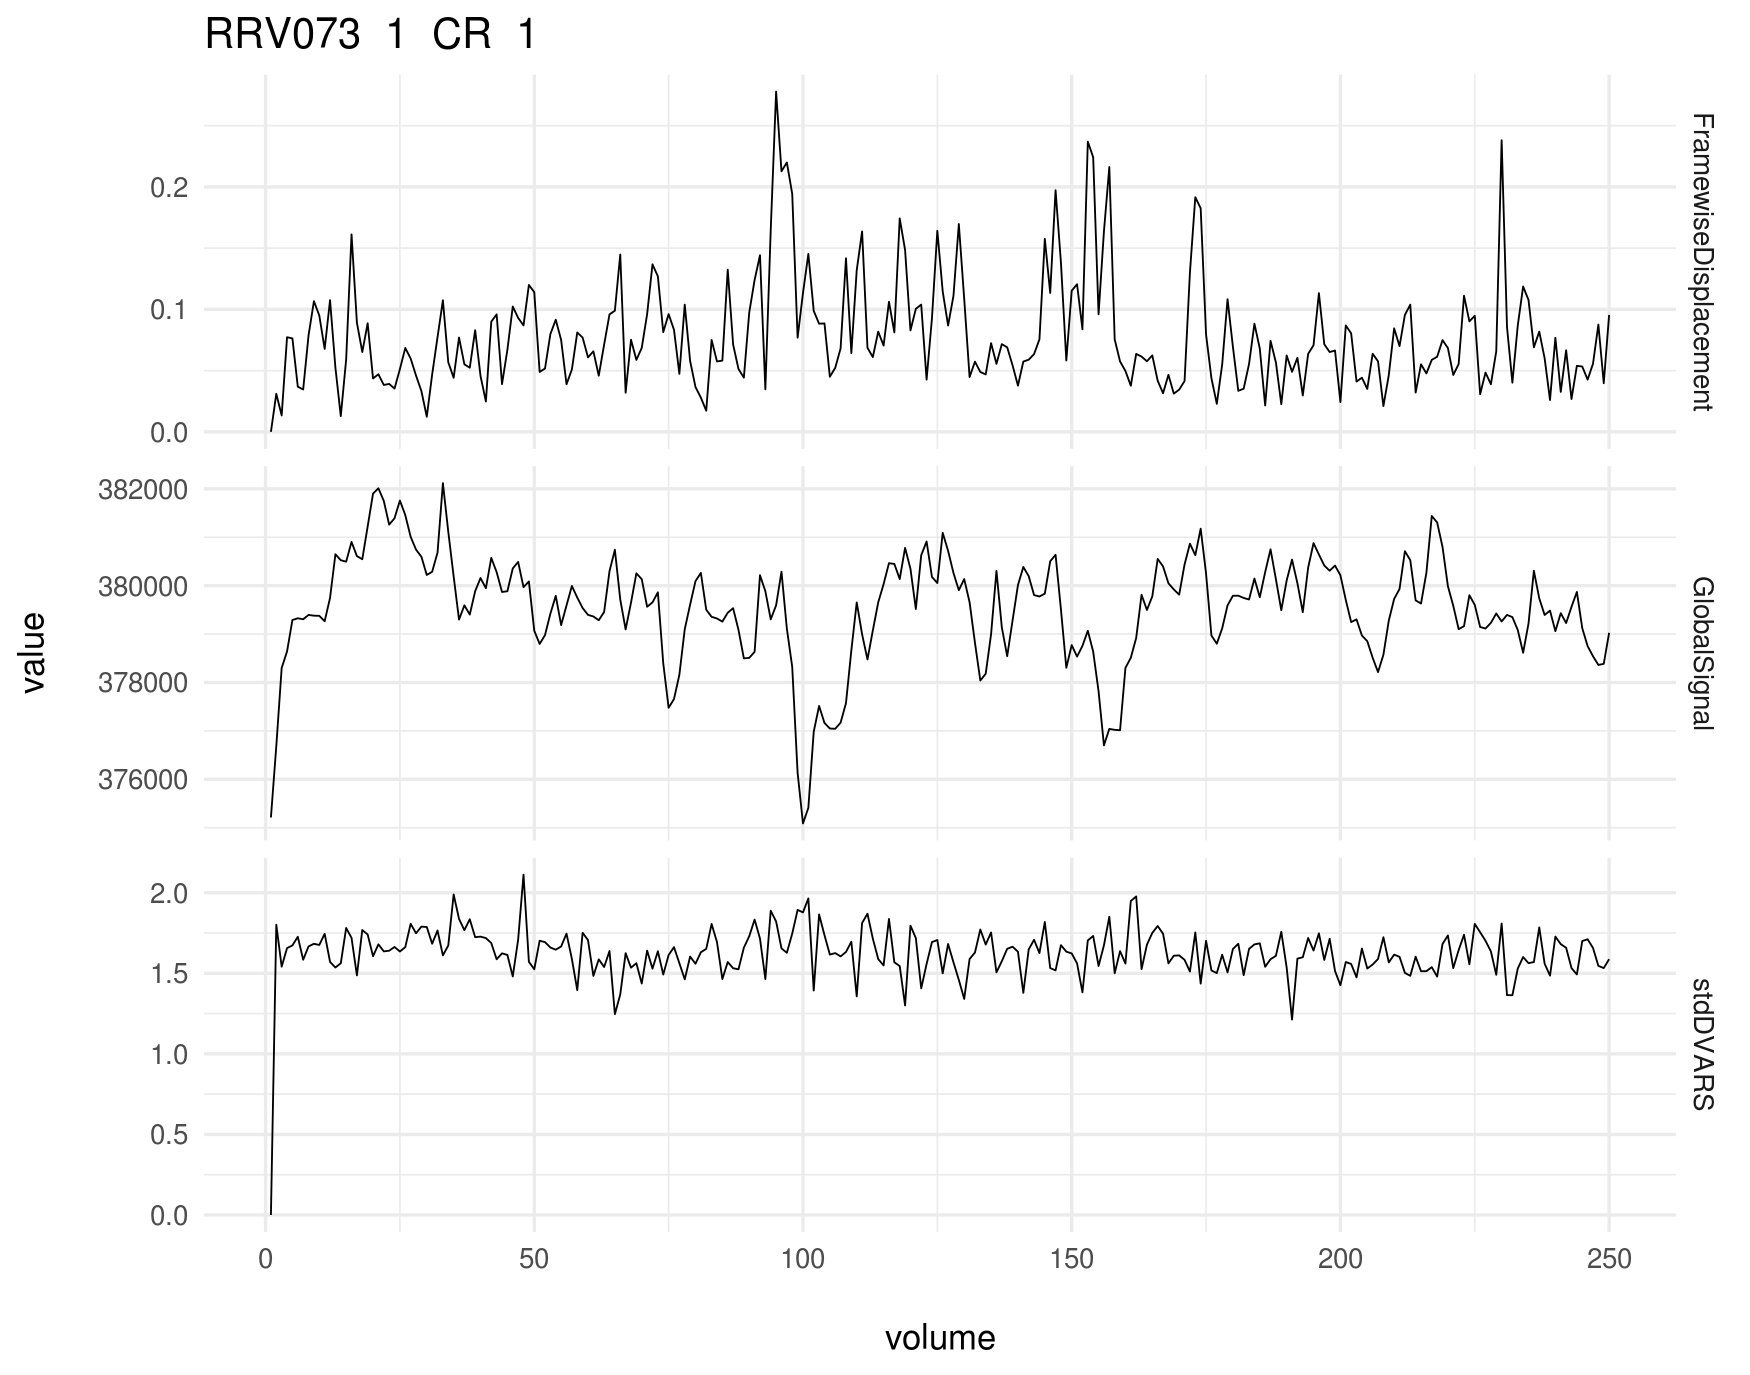 RRV073 1 CR 1
0.2
0.1
0.0
FramewiseDisplacement
382000
380000
378000
376000
GlobalSignal
value
2.0
1.5
1.0
0.5
0.0
stdDVARS
0 50 100 150 200 250
volume